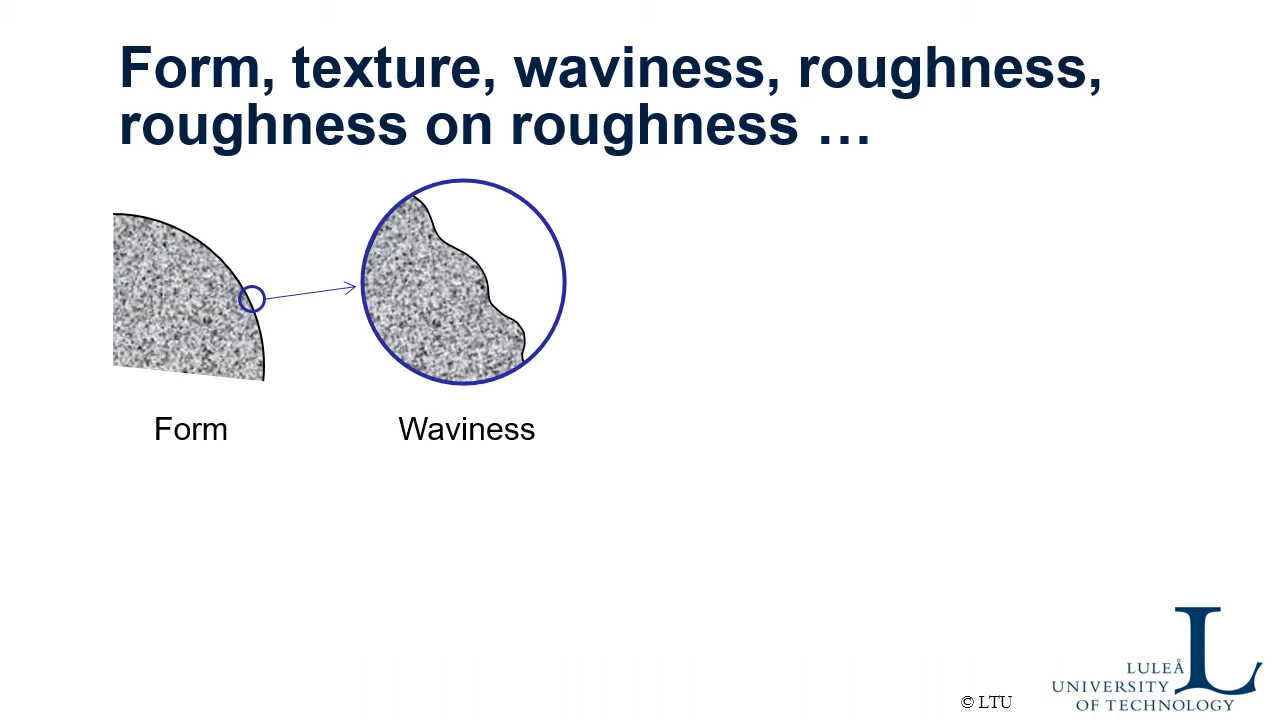 Form, texture, waviness, roughness,
roughness on roughness …
Form
Waviness
© LTU
LULEÅ
UNIVERSITY
OF TECHNOLOGY
L